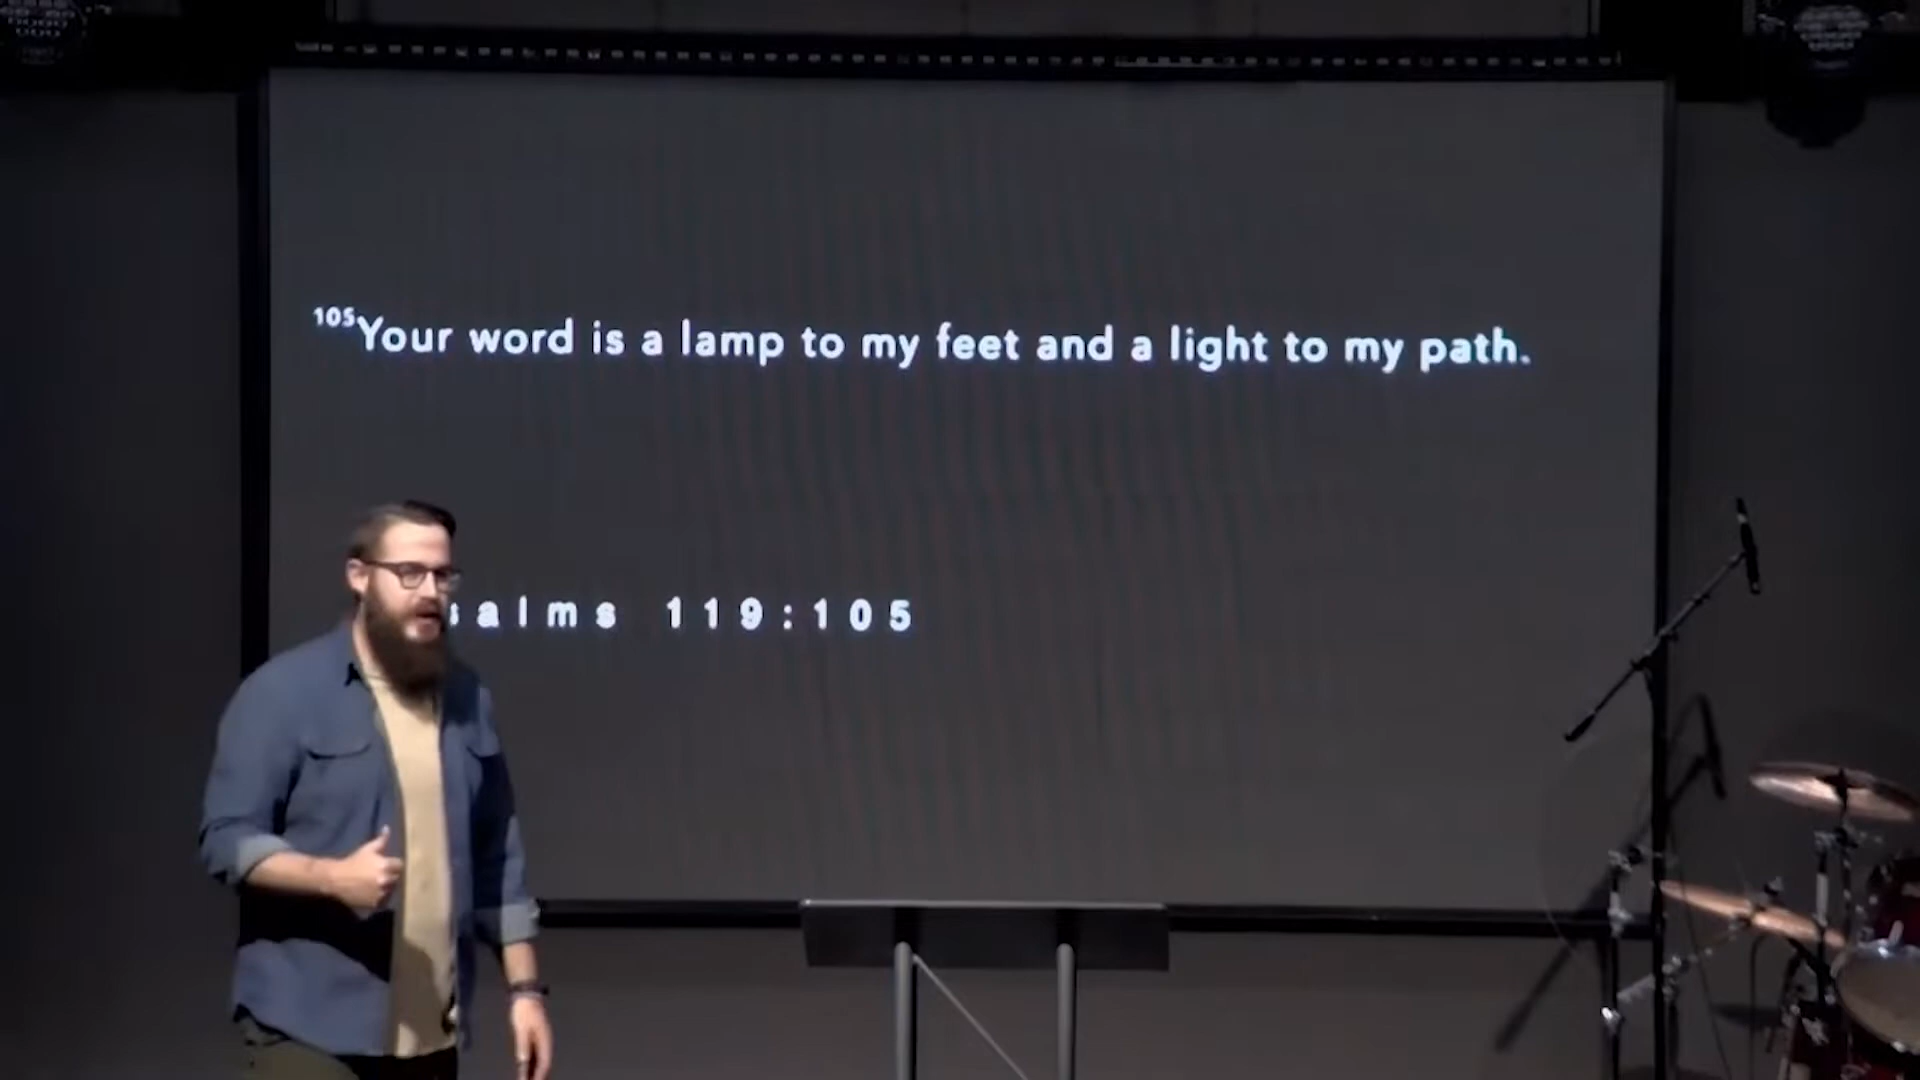 105Your word is a lamp to my feet and a light to my path.
salms 119:105